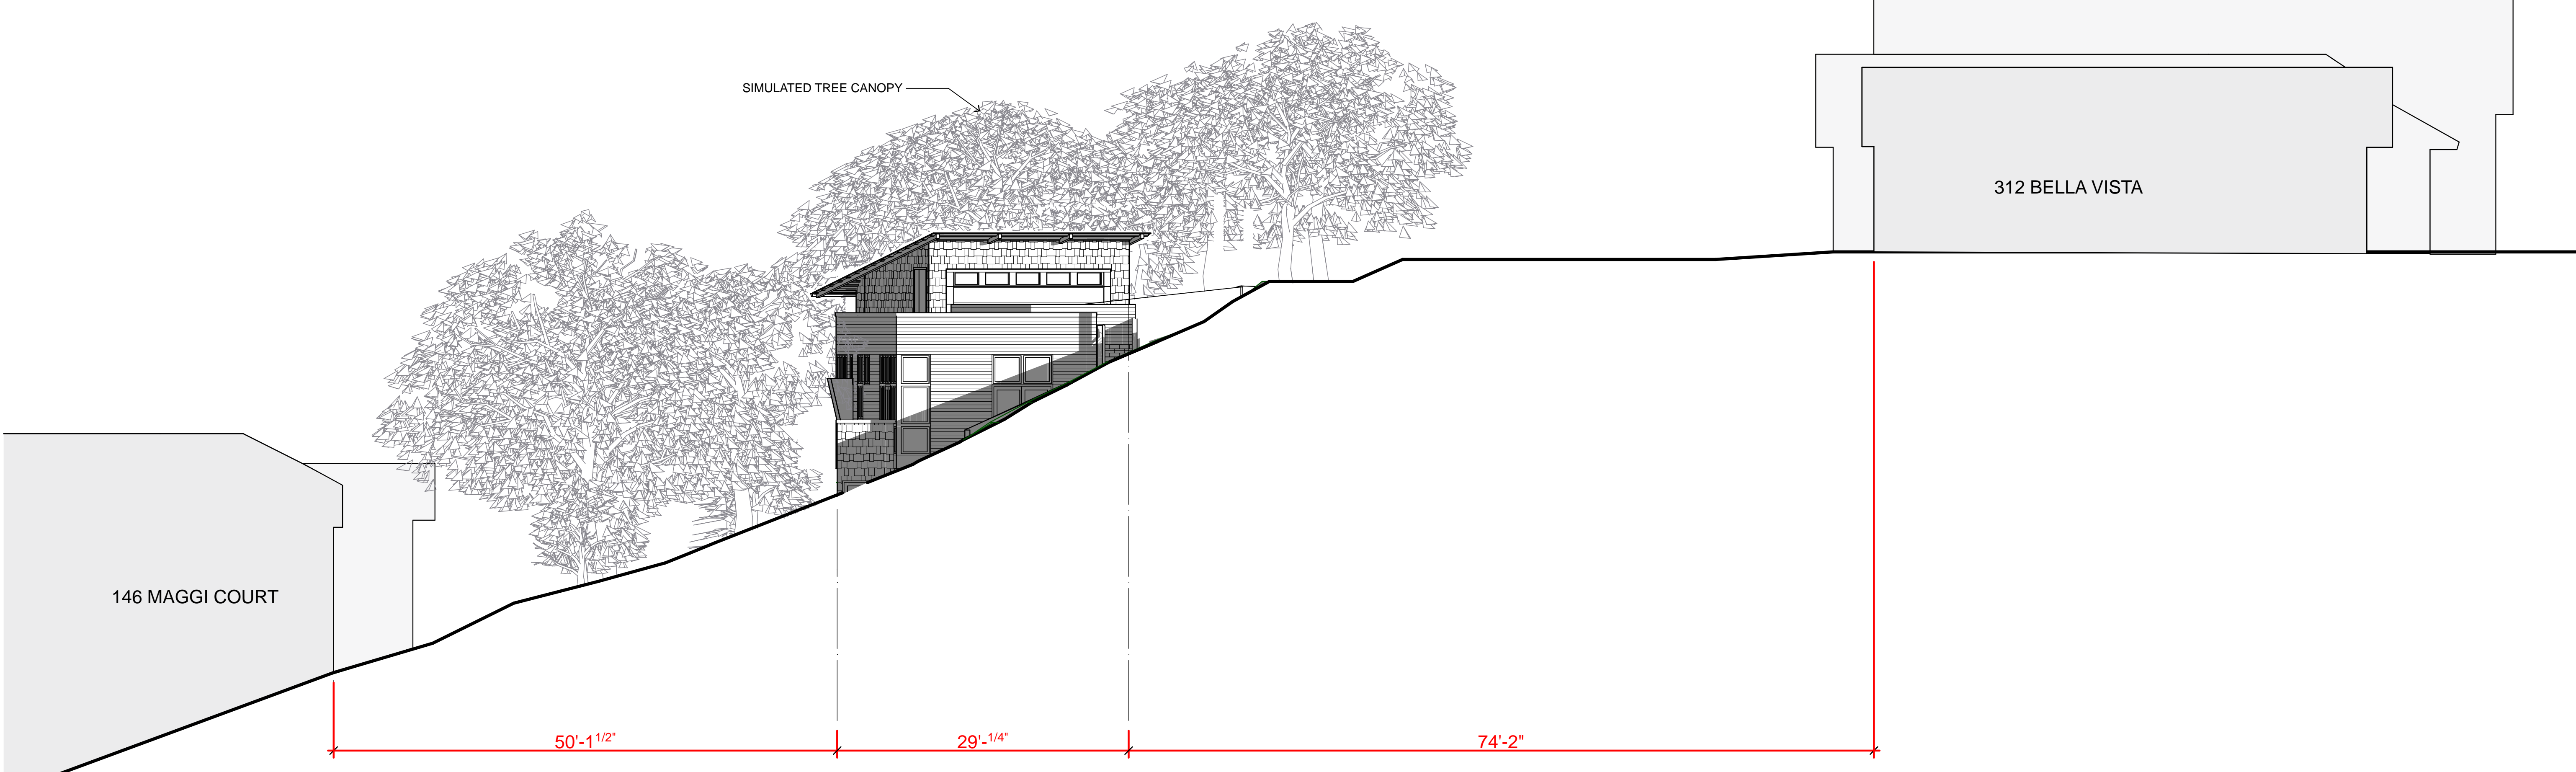 SIMULATED TREE CANOPY
312 BELLA VISTA
146 MAGGI COURT
50'-1 1/2"
29'- 1/4"
74'-2"